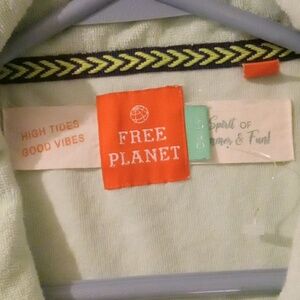 HIGH TIDES
GOOD VIBES
FREE
PLANET
Spirit OF
& Fun!